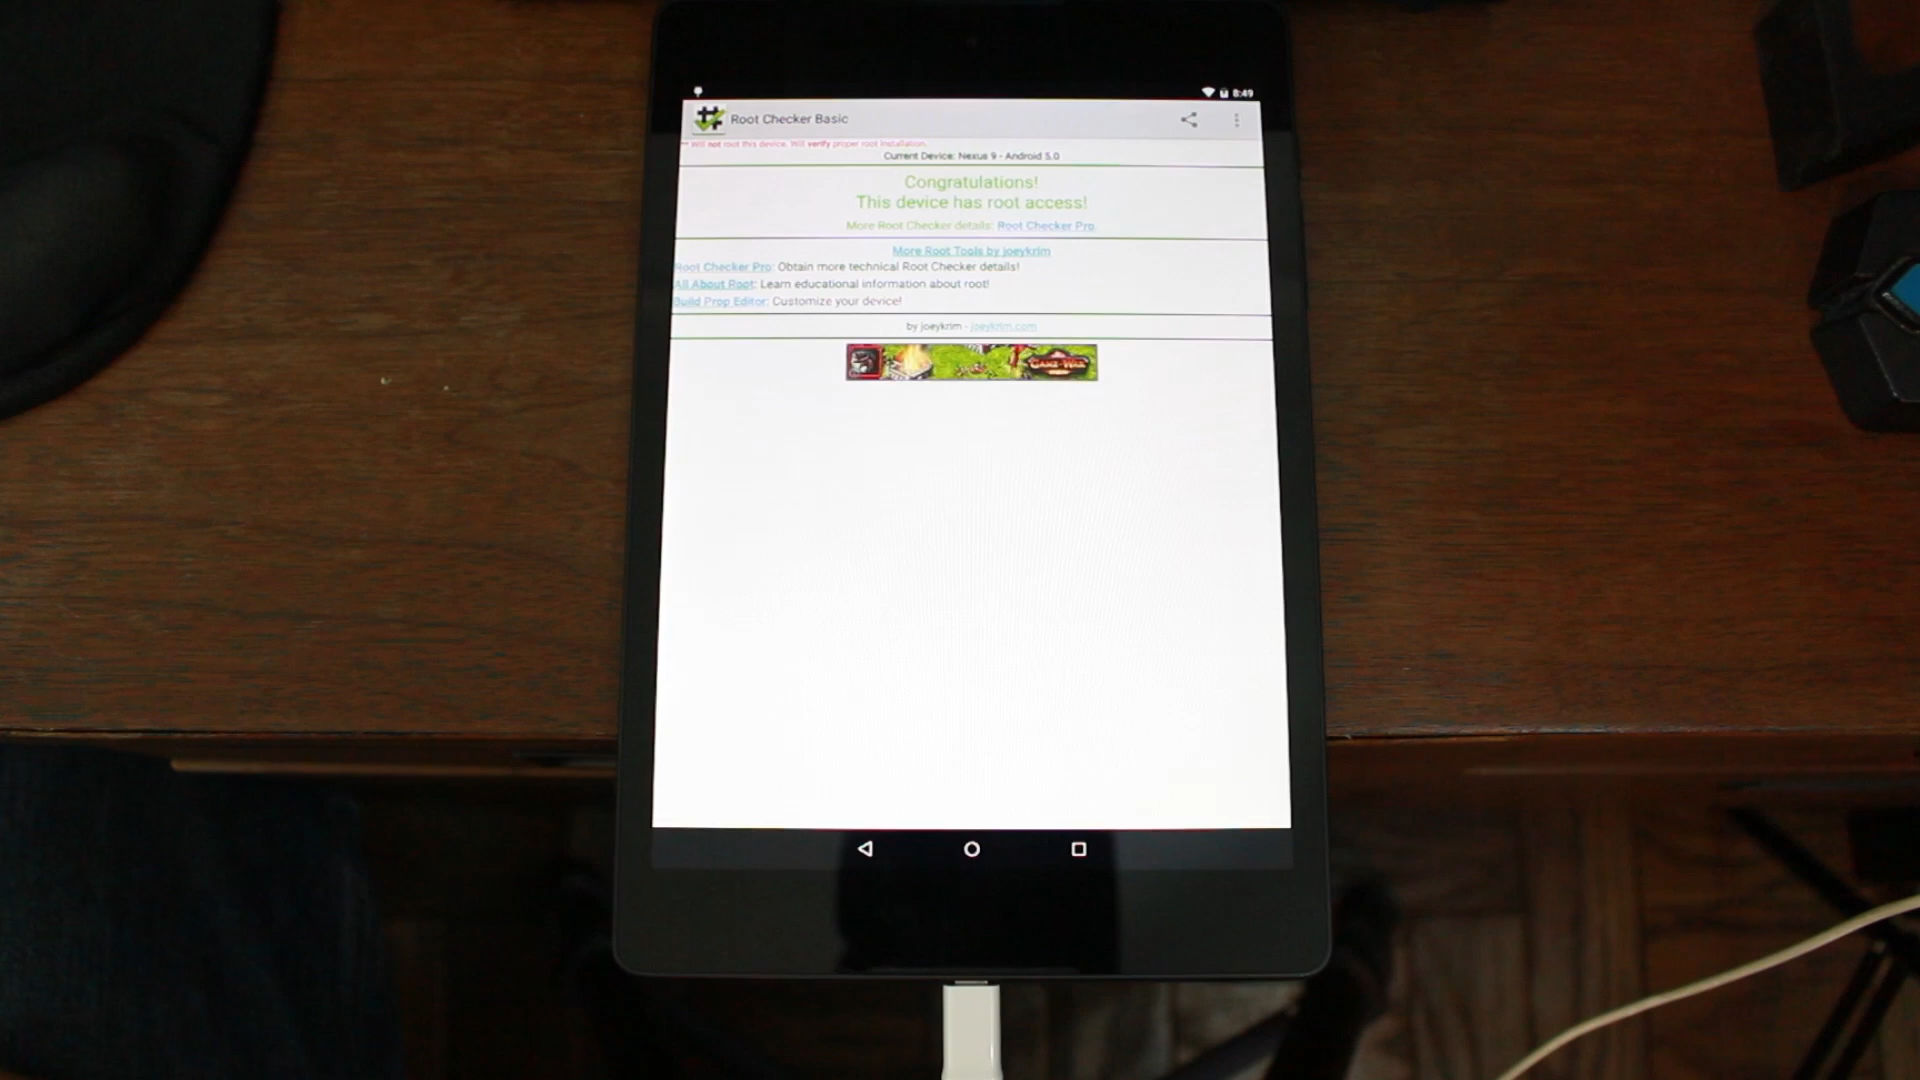 8:49
Root Checker Basic
** Will not root this device. Will verify proper root installation.
Current Device: Nexus 9 - Android 5.0
Congratulations!
This device has root access!
More Root Checker details: Root Checker Pro.
More Root Tools by joeykrim
Root Checker Pro: Obtain more technical Root Checker details!
All About Root: Learn educational information about root!
Build Prop Editor: Customize your device!
by joeykrim - joeykrim.com
GAME of WAR